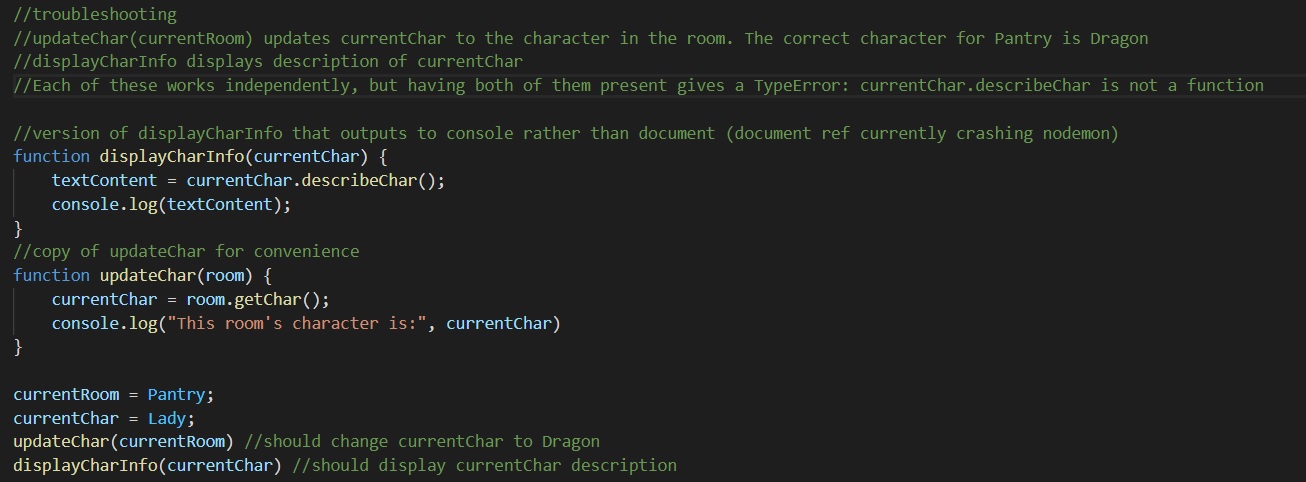 //troubleshooting
//updateChar(currentRoom) updates currentChar to the character in the room. The correct character for Pantry is Dragon
//displayCharInfo displays description of currentChar
//Each of these works independently, but having both of them present gives a TypeError: currentChar.describeChar is not a function
//version of displayCharInfo that outputs to console rather than document (document ref currently crashing nodemon)
function displayCharInfo(currentChar) {
    textContent = currentChar.describeChar();
    console.log(textContent);
}
//copy of updateChar for convenience
function updateChar(room) {
    currentChar = room.getChar();
    console.log("This room's character is:", currentChar)
}
currentRoom = Pantry;
currentChar = Lady;
updateChar(currentRoom) //should change currentChar to Dragon
displayCharInfo(currentChar) //should display currentChar description